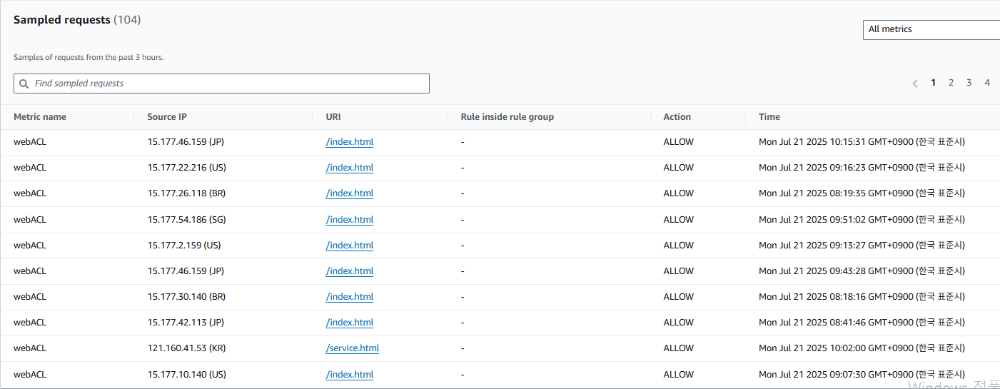 Sampled requests (104)
All metrics
Samples of requests from the past 3 hours.
Find sampled requests
1 2 3 4
Metric name Source IP URI Rule inside rule group Action Time
webACL 15.177.46.159 (JP) /index.html - ALLOW Mon Jul 21 2025 10:15:31 GMT+0900 (한국 표준시)
webACL 15.177.22.216 (US) /index.html - ALLOW Mon Jul 21 2025 09:16:23 GMT+0900 (한국 표준시)
webACL 15.177.26.118 (BR) /index.html - ALLOW Mon Jul 21 2025 08:19:35 GMT+0900 (한국 표준시)
webACL 15.177.54.186 (SG) /index.html - ALLOW Mon Jul 21 2025 09:51:02 GMT+0900 (한국 표준시)
webACL 15.177.2.159 (US) /index.html - ALLOW Mon Jul 21 2025 09:13:27 GMT+0900 (한국 표준시)
webACL 15.177.46.159 (JP) /index.html - ALLOW Mon Jul 21 2025 09:43:28 GMT+0900 (한국 표준시)
webACL 15.177.30.140 (BR) /index.html - ALLOW Mon Jul 21 2025 08:18:16 GMT+0900 (한국 표준시)
webACL 15.177.42.113 (JP) /index.html - ALLOW Mon Jul 21 2025 08:41:46 GMT+0900 (한국 표준시)
webACL 121.160.41.53 (KR) /service.html - ALLOW Mon Jul 21 2025 10:02:00 GMT+0900 (한국 표준시)
webACL 15.177.10.140 (US) /index.html - ALLOW Mon Jul 21 2025 09:07:30 GMT+0900 (한국 표준시)
Windows